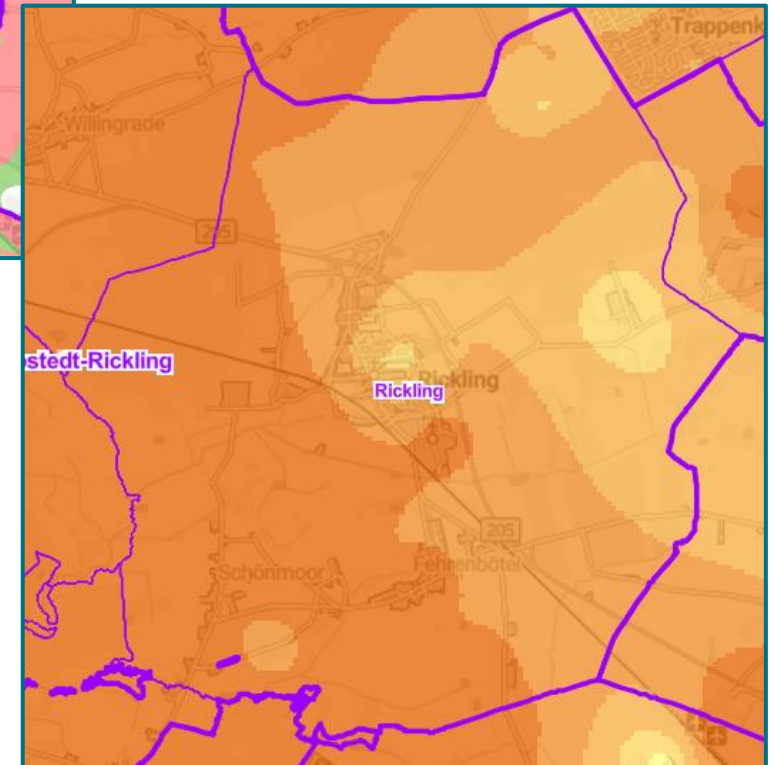 Trappenk
Willingrade
205
stedt-Rickling
Rickling
Rickling
205
Fehrenbötel
Schönmoor